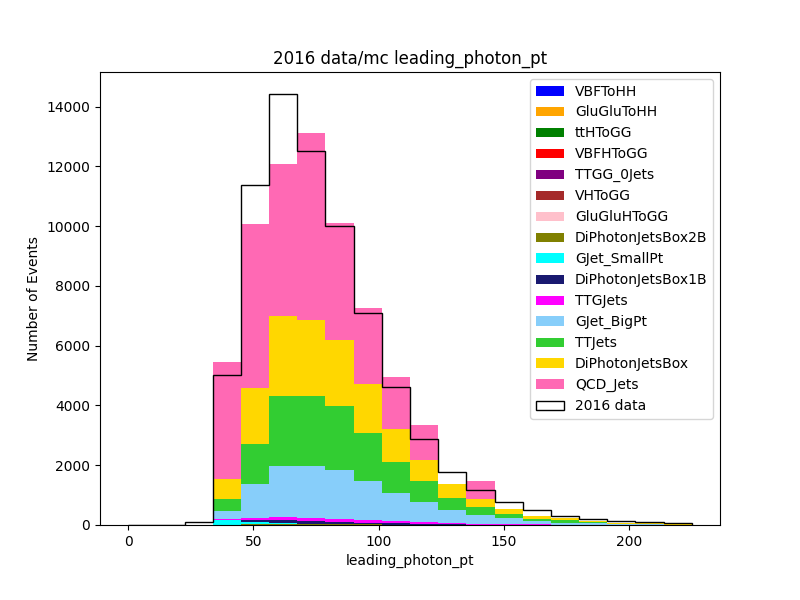 2016 data/mc leading_photon_pt
Number of Events
14000
12000
10000
8000
6000
4000
2000
0
0
50
100
150
200
leading_photon_pt
VBFToHH
GluGluToHH
ttHToGG
VBFHToGG
TTGG_0Jets
VHToGG
GluGluHToGG
DiPhotonJetsBox2B
GJet_SmallPt
DiPhotonJetsBox1B
TTGJets
GJet_BigPt
TTJets
DiPhotonJetsBox
QCD_Jets
2016 data